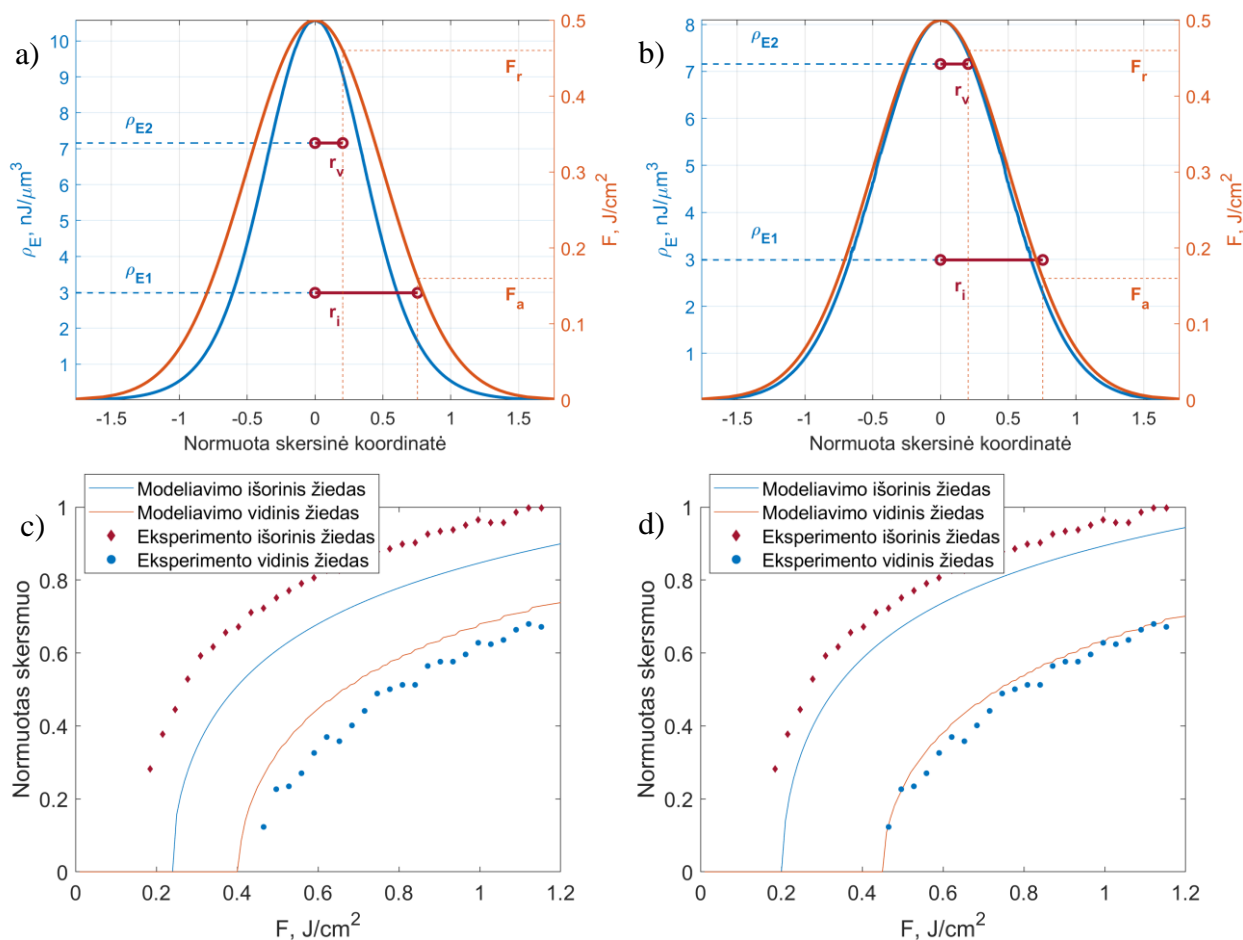 a)
ρE2
ρE1
rv
ri
Fr
Fa
10
9
8
7
6
5
4
3
2
1
ρE, nJ/μm3
0.5
0.4
0.3
0.2
0.1
0
F, J/cm2
-1.5 -1 -0.5 0 0.5 1 1.5
Normuota skersinė koordinatė
b)
ρE2
ρE1
rv
ri
Fr
Fa
8
7
6
5
4
3
2
1
ρE, nJ/μm3
0.5
0.4
0.3
0.2
0.1
0
F, J/cm2
-1.5 -1 -0.5 0 0.5 1 1.5
Normuota skersinė koordinatė
c)
Modeliavimo išorinis žiedas
Modeliavimo vidinis žiedas
Eksperimento išorinis žiedas
Eksperimento vidinis žiedas
1
0.8
0.6
0.4
0.2
0
Normuotas skersmuo
0 0.2 0.4 0.6 0.8 1 1.2
F, J/cm2
d)
Modeliavimo išorinis žiedas
Modeliavimo vidinis žiedas
Eksperimento išorinis žiedas
Eksperimento vidinis žiedas
1
0.8
0.6
0.4
0.2
0
Normuotas skersmuo
0 0.2 0.4 0.6 0.8 1 1.2
F, J/cm2